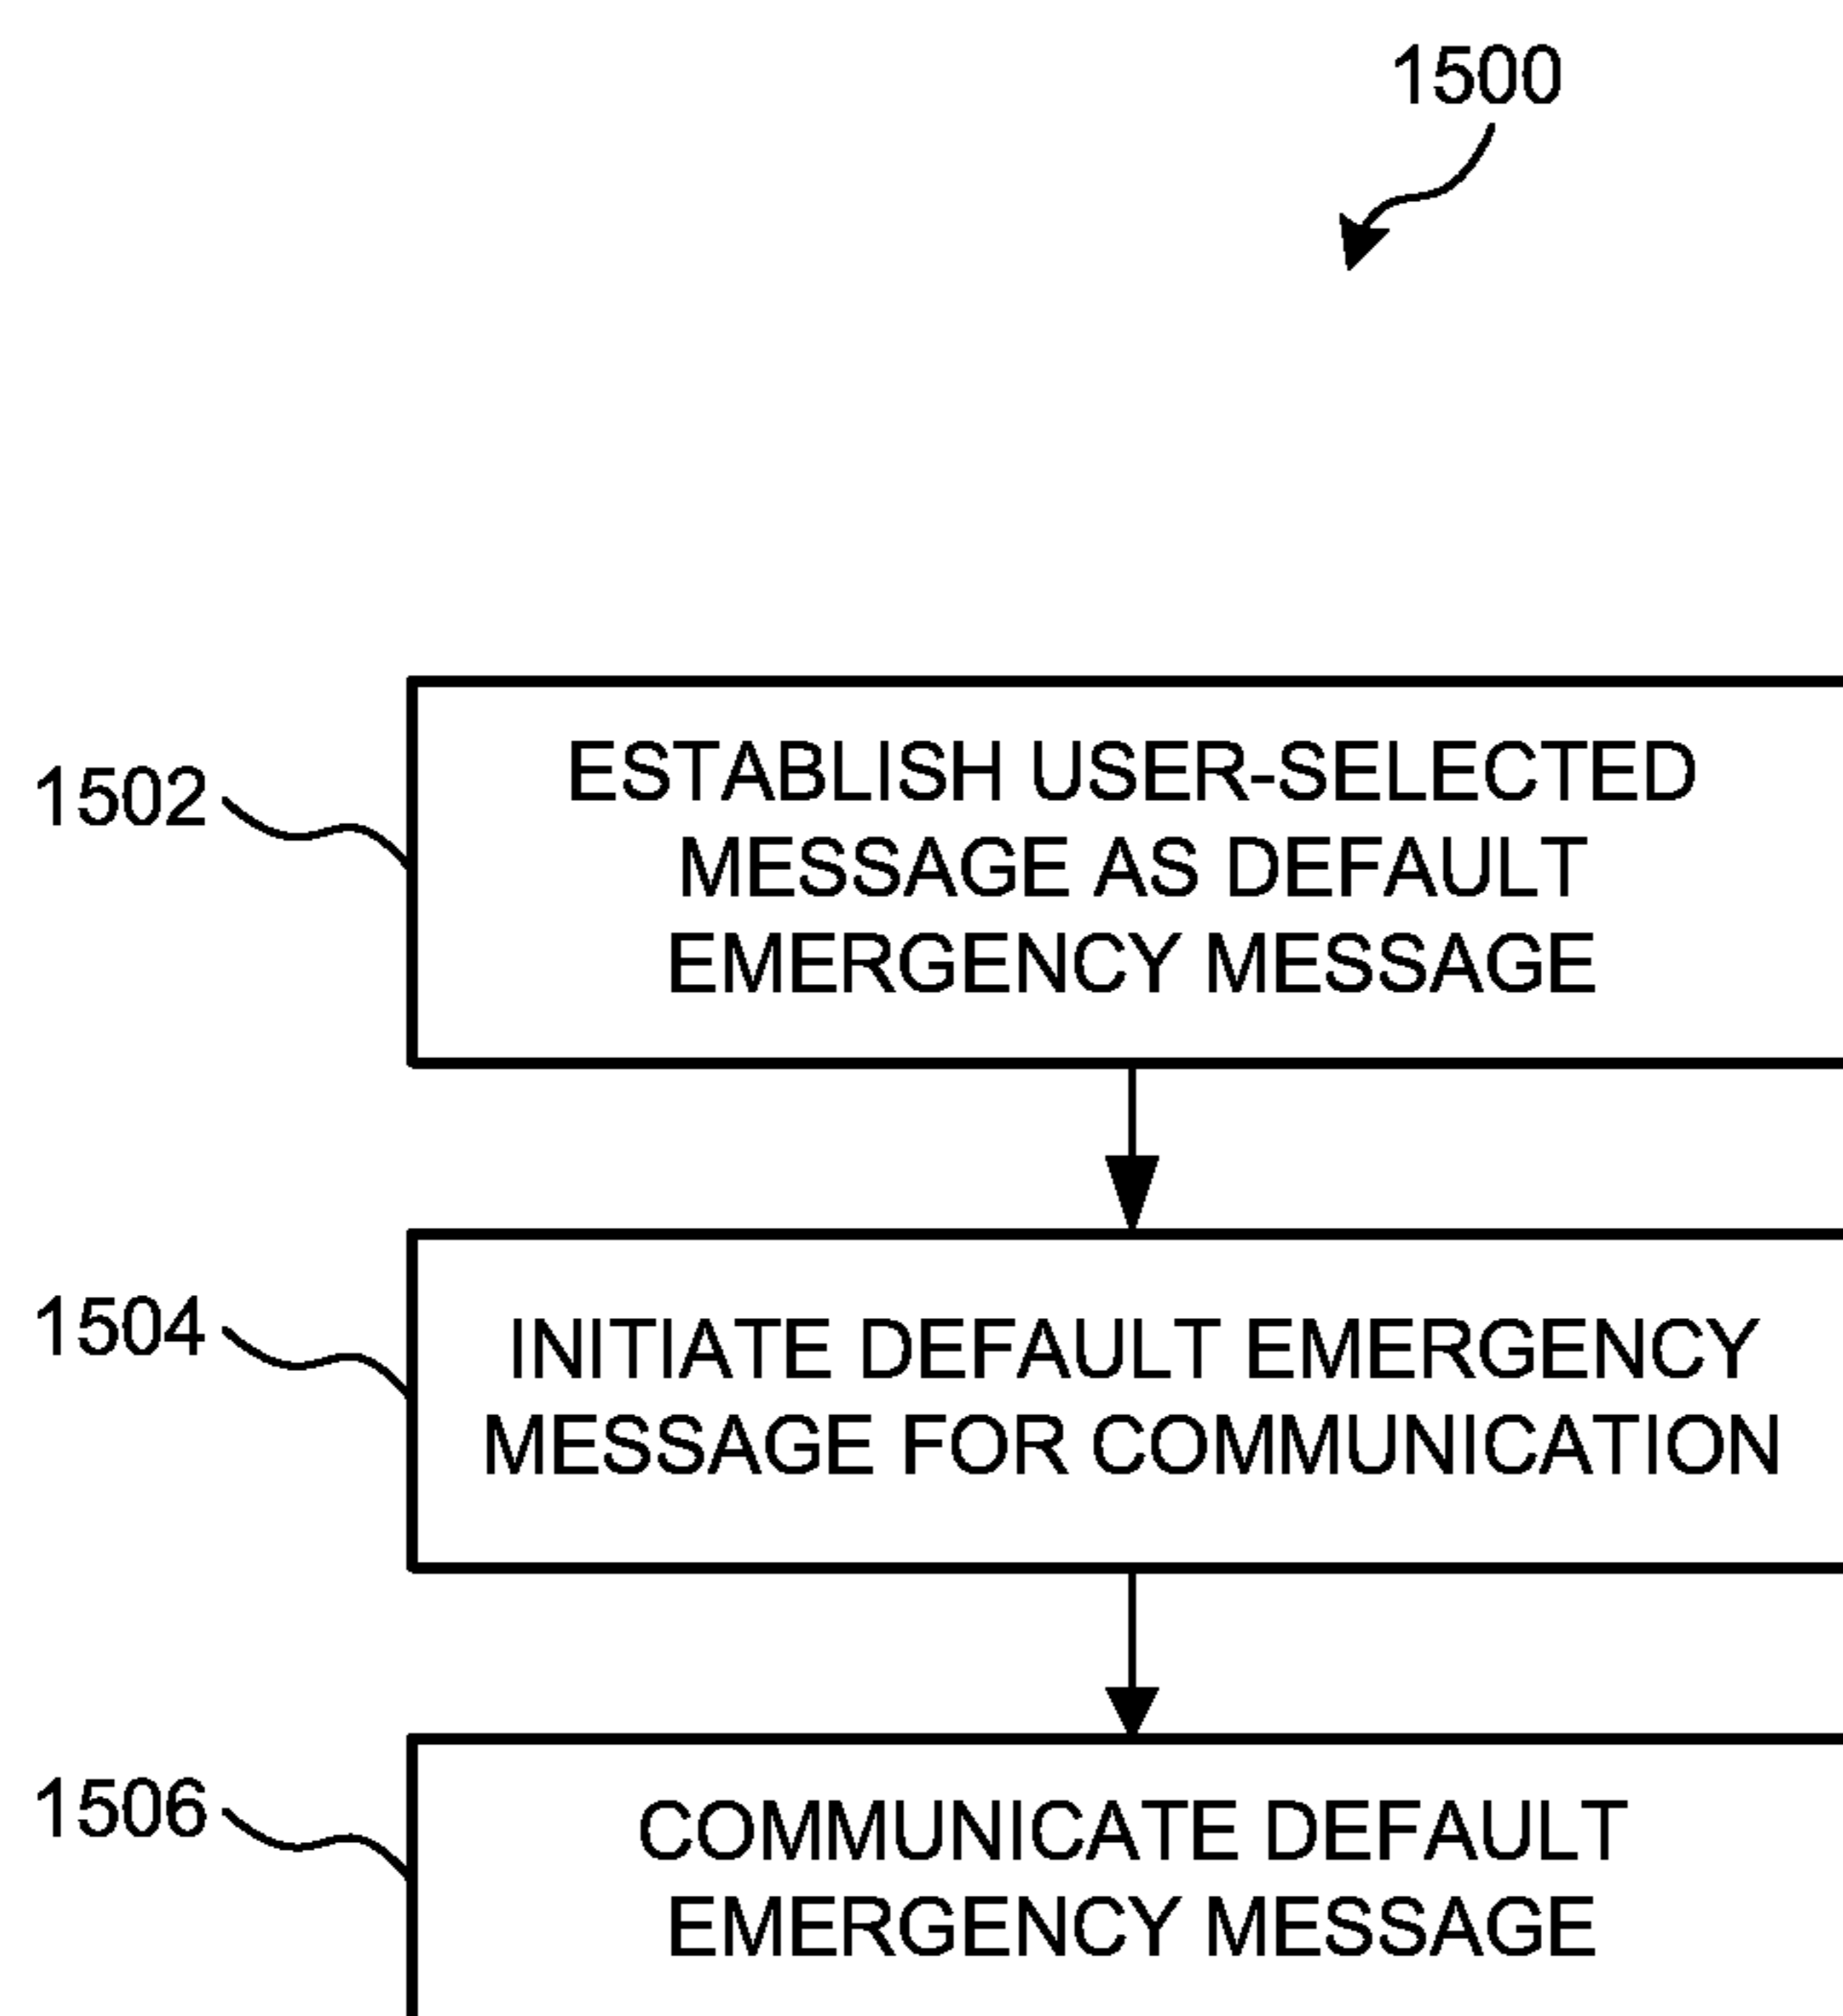 1500
1502
ESTABLISH USER-SELECTED
MESSAGE AS DEFAULT
EMERGENCY MESSAGE
1504
INITIATE DEFAULT EMERGENCY
MESSAGE FOR COMMUNICATION
1506
COMMUNICATE DEFAULT
EMERGENCY MESSAGE